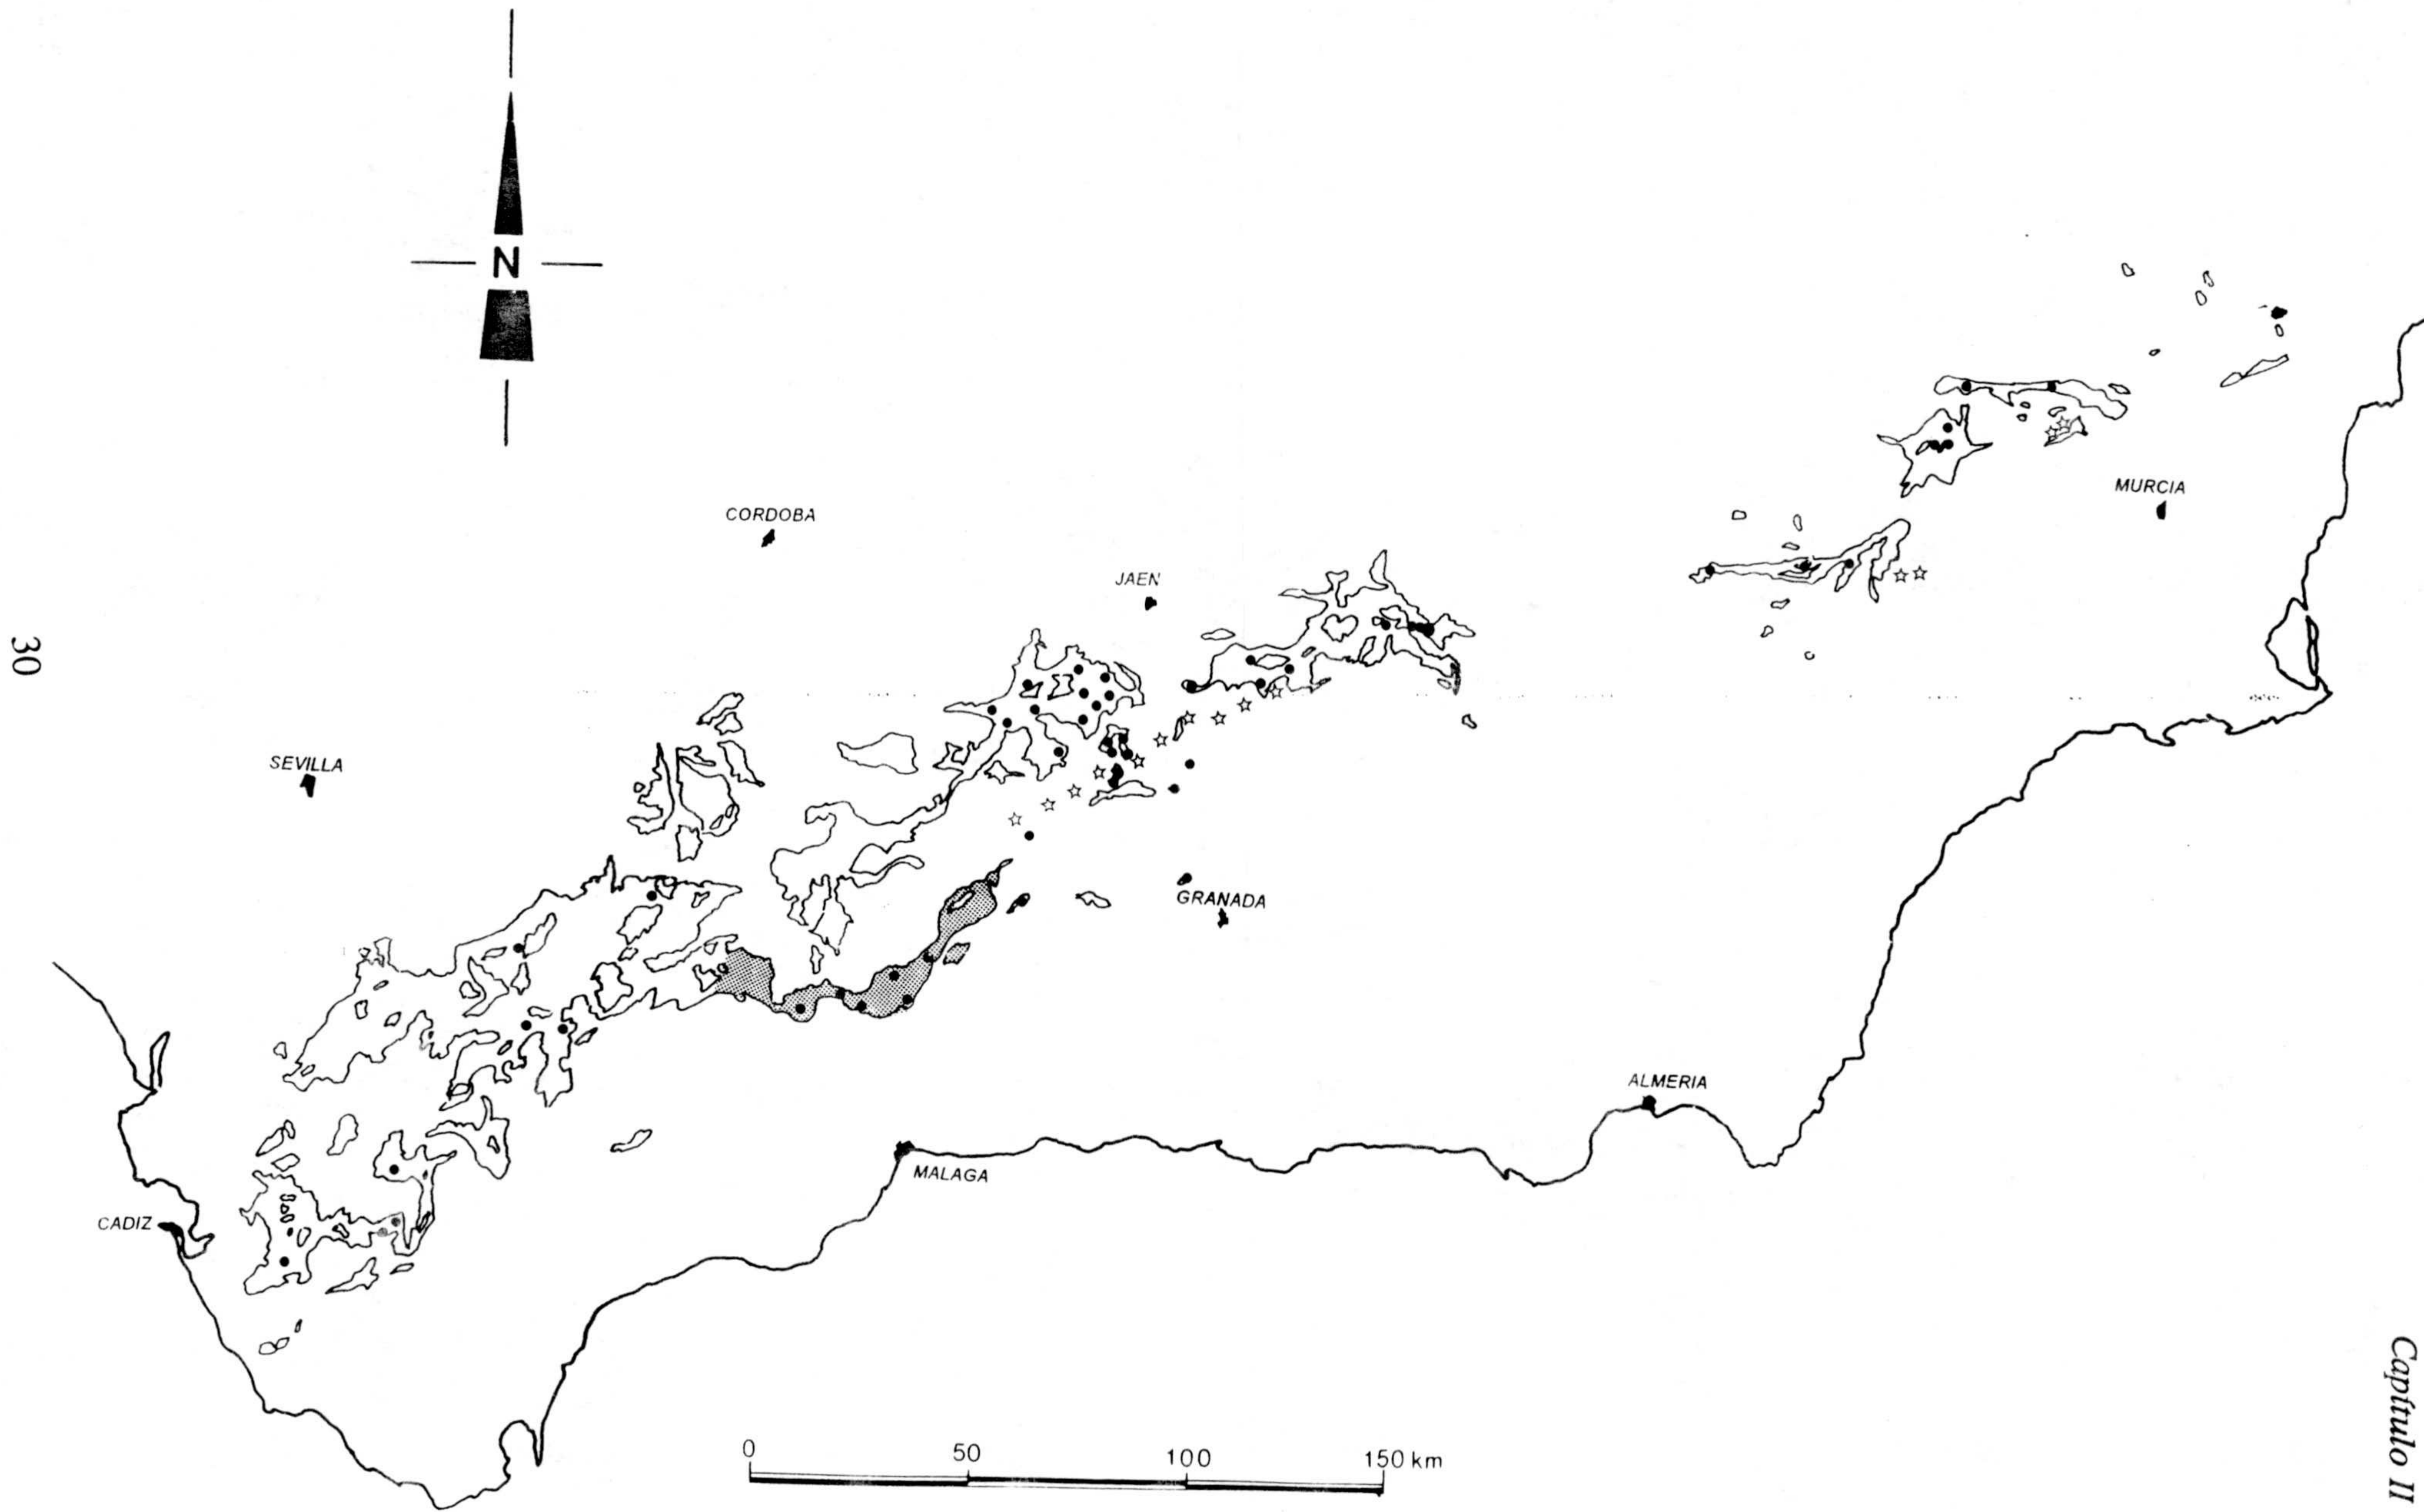 N
CORDOBA
JAEN
MURCIA
SEVILLA
GRANADA
ALMERIA
MALAGA
CADIZ
0 50 100 150 km
30
Capítulo II